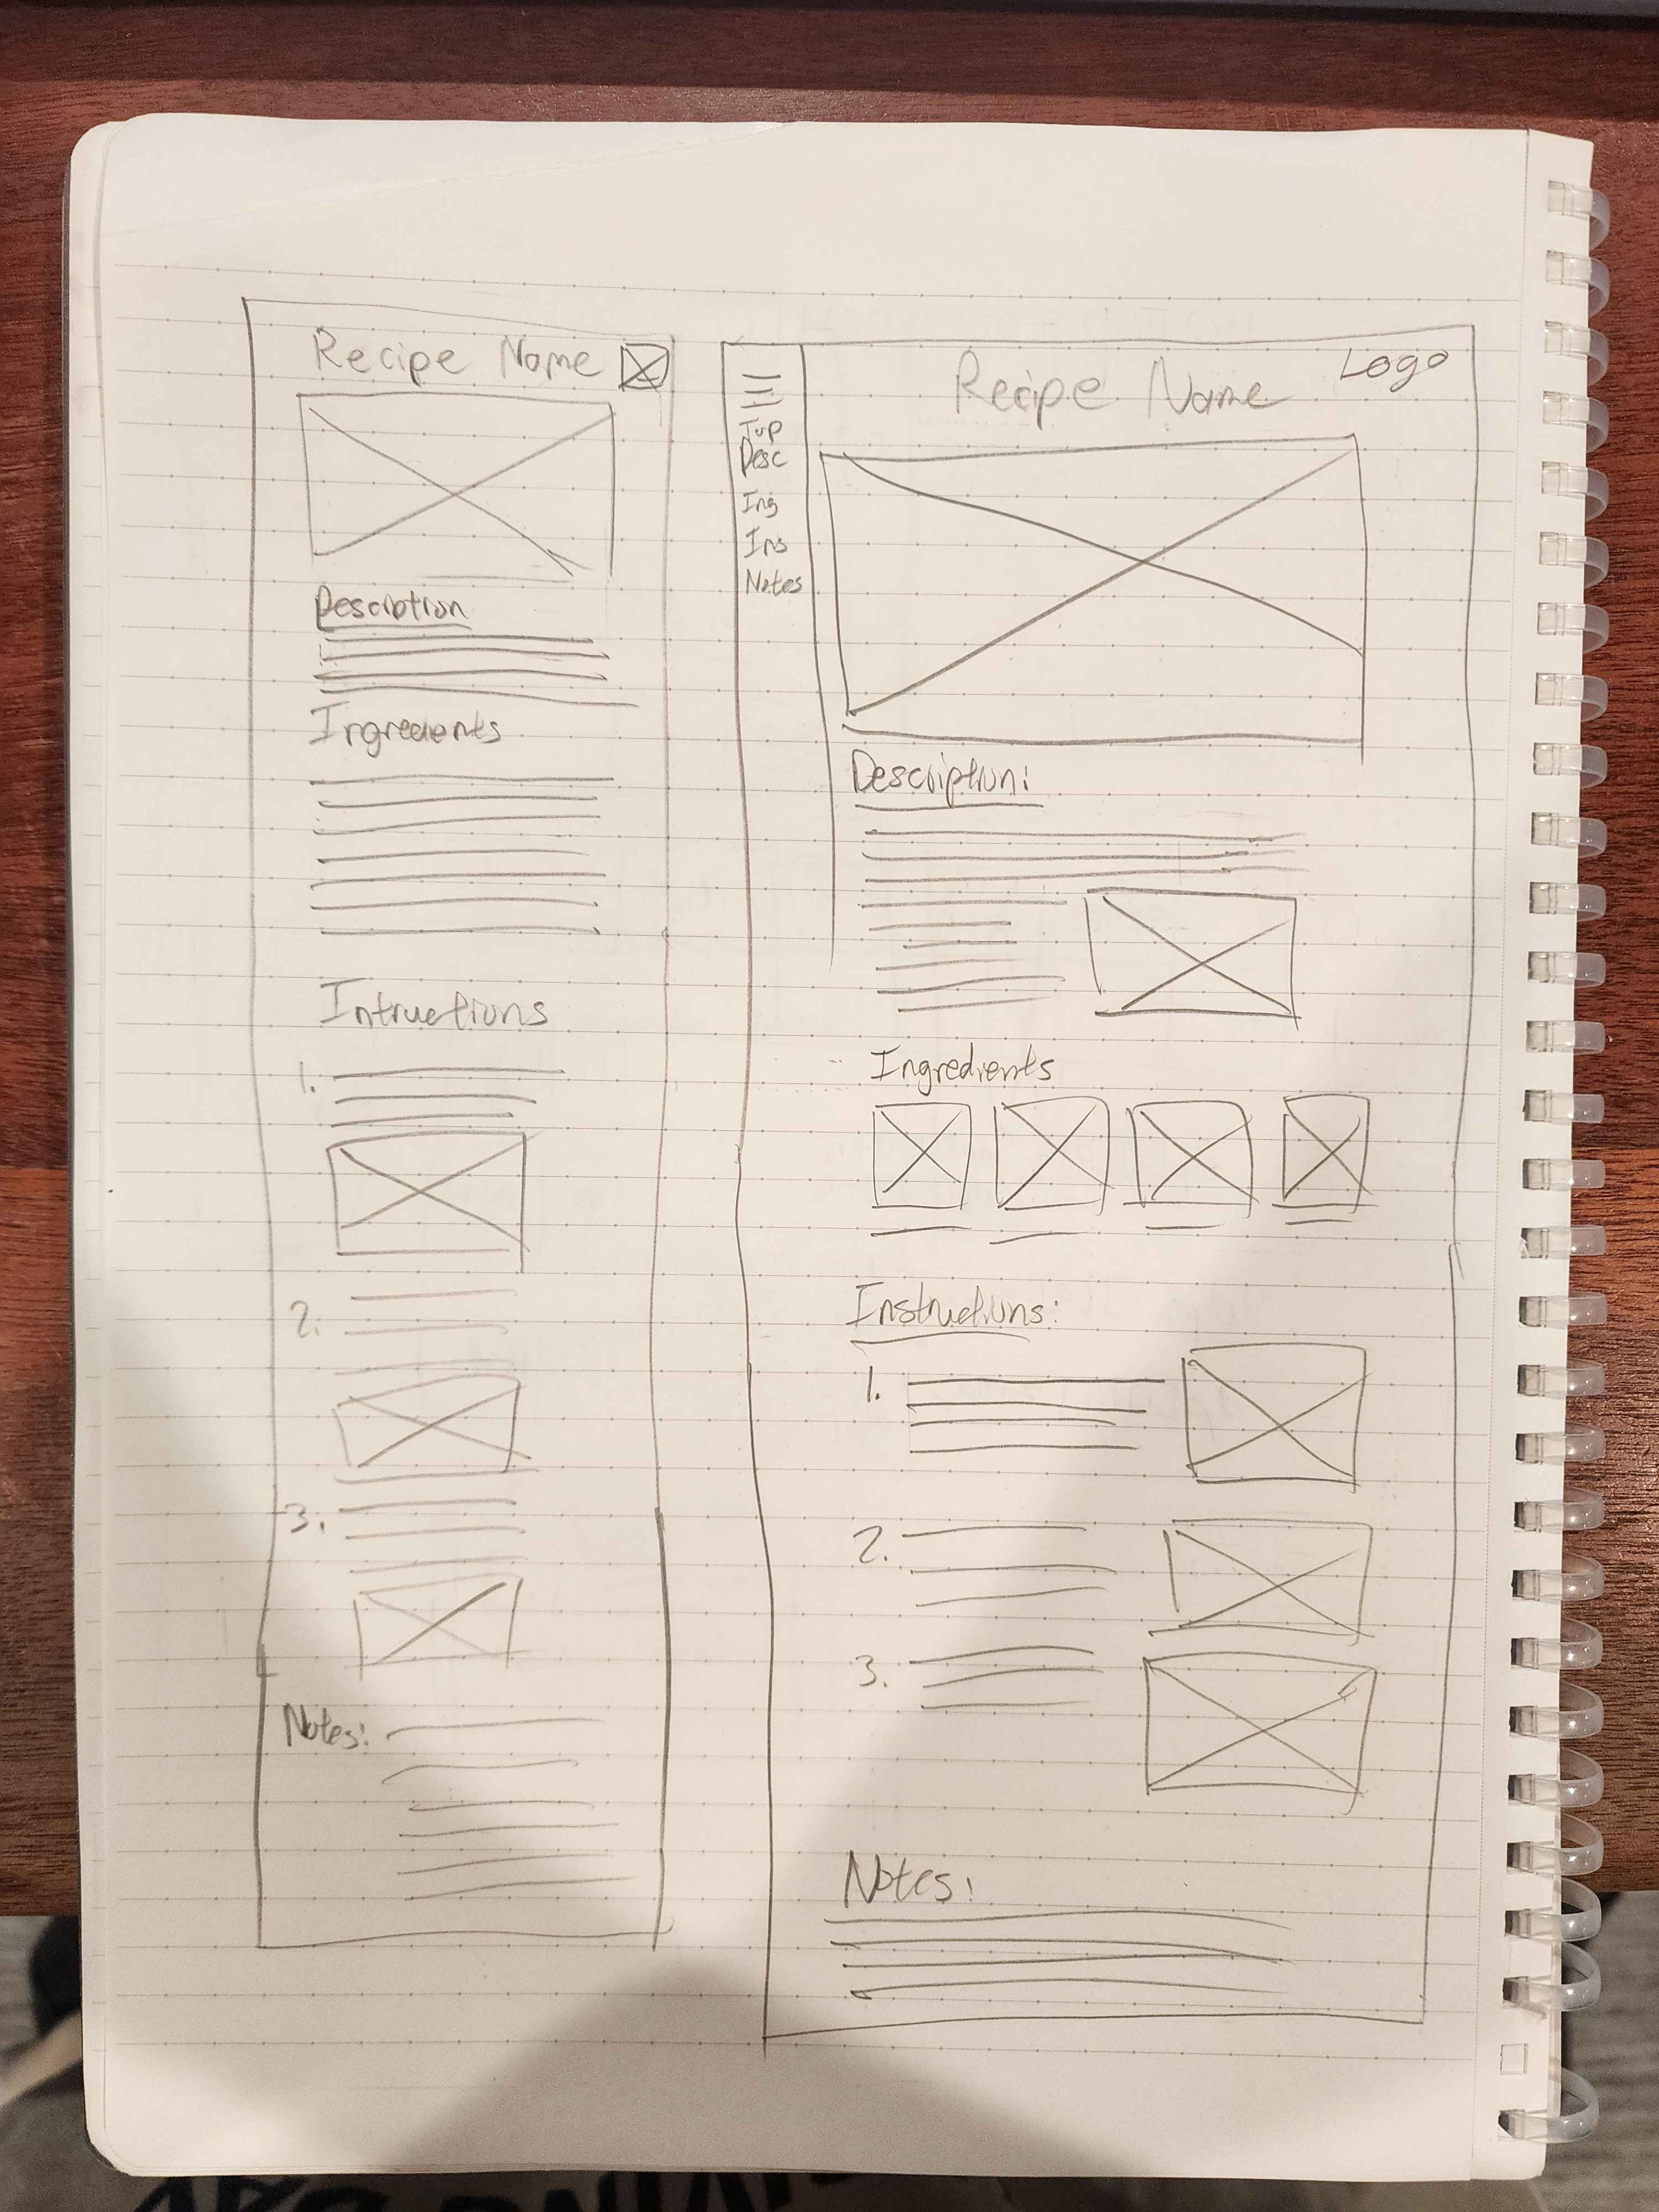 Recipe Name
Description
Ingredients
Intructions
1.
2.
3.
Notes:
Logo
Recipe Name
Top
Desc
Ing
Ins
Notes
Description:
Ingredients
Instructions:
1.
2.
3.
Notes: